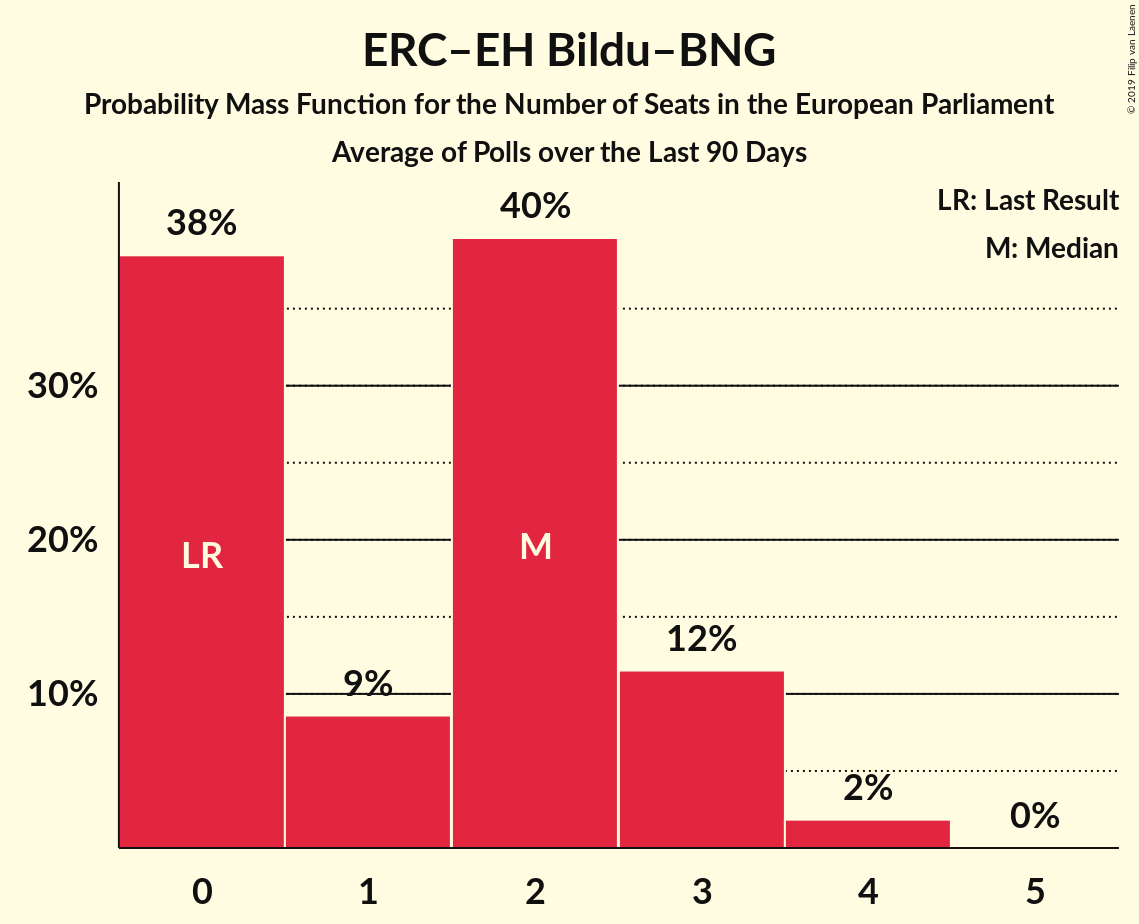 ERC–EH Bildu–BNG
Probability Mass Function for the Number of Seats in the European Parliament
Average of Polls over the Last 90 Days
© 2019 Filip van Laenen
LR: Last Result
M: Median
38%
40%
30%
20%
10%
LR
M
9%
12%
2%
0%
0 1 2 3 4 5